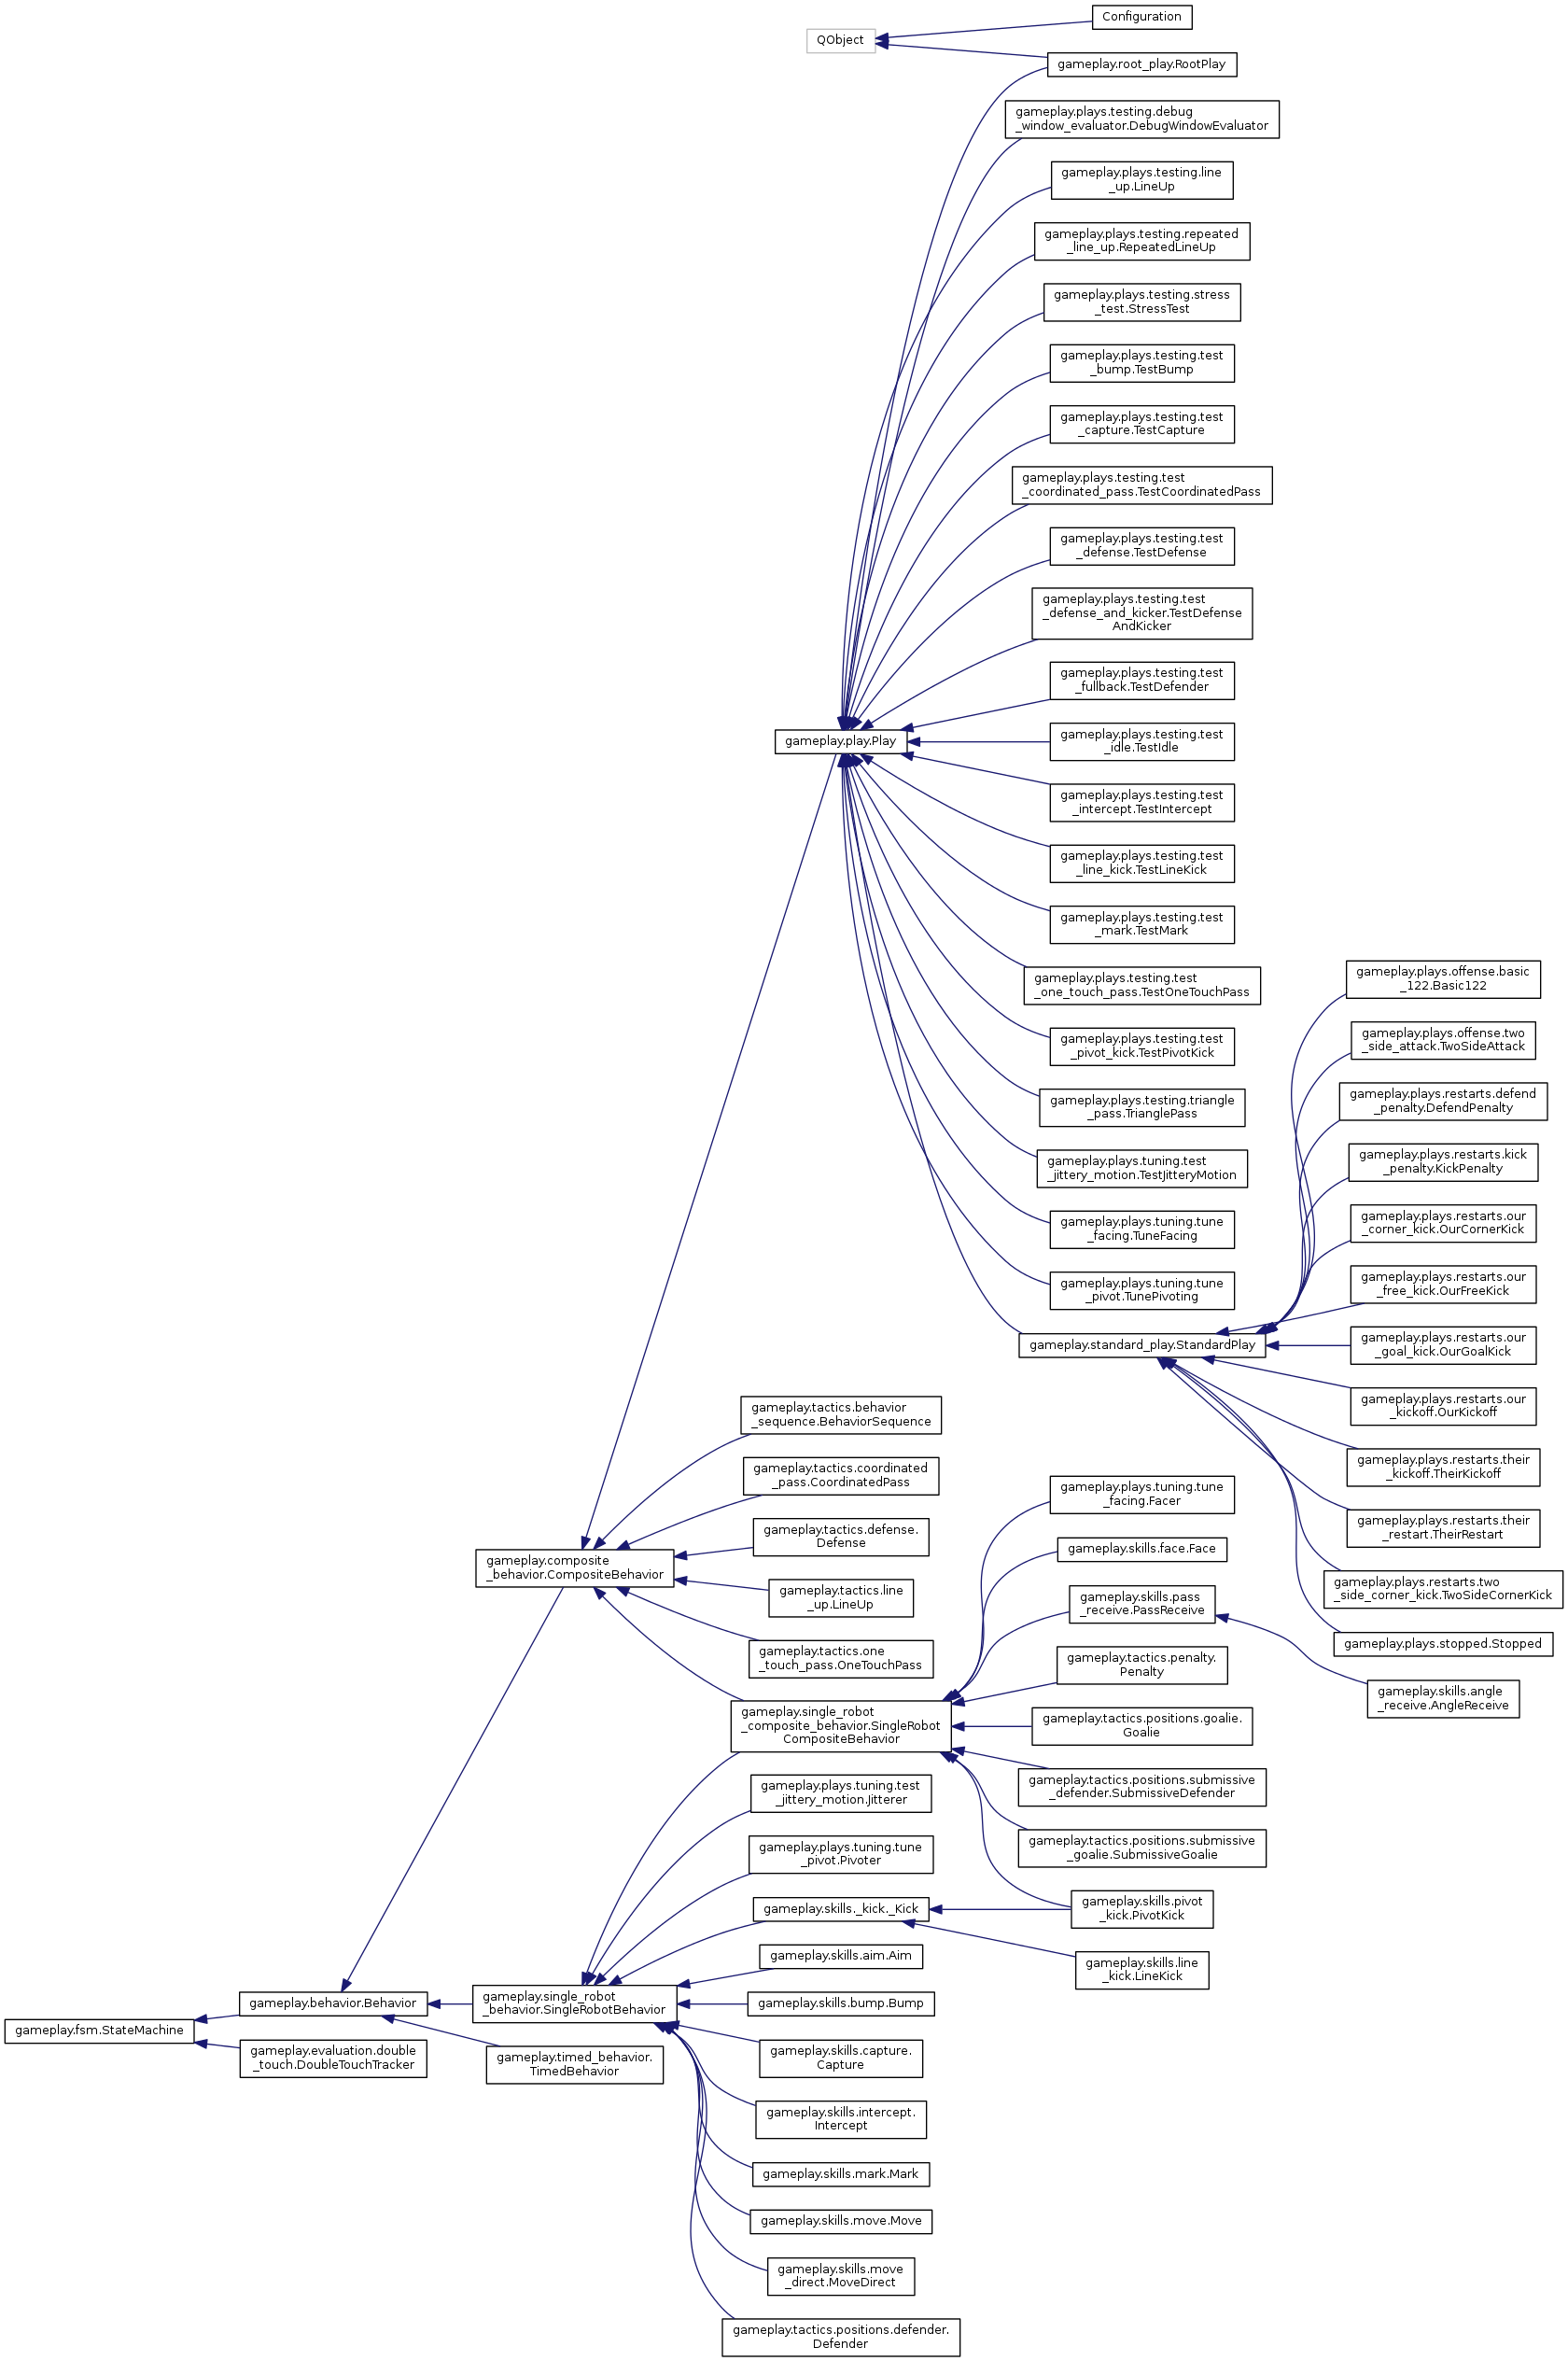 Configuration
QObject
gameplay.root_play.RootPlay
gameplay.plays.testing.debug
_window_evaluator.DebugWindowEvaluator
gameplay.plays.testing.line
_up.LineUp
gameplay.plays.testing.repeated
_line_up.RepeatedLineUp
gameplay.plays.testing.stress
_test.StressTest
gameplay.plays.testing.test
_bump.TestBump
gameplay.plays.testing.test
_capture.TestCapture
gameplay.plays.testing.test
_coordinated_pass.TestCoordinatedPass
gameplay.plays.testing.test
_defense.TestDefense
gameplay.plays.testing.test
_defense_and_kicker.TestDefense
AndKicker
gameplay.plays.testing.test
_fullback.TestDefender
gameplay.play.Play
gameplay.plays.testing.test
_idle.TestIdle
gameplay.plays.testing.test
_intercept.TestIntercept
gameplay.plays.testing.test
_line_kick.TestLineKick
gameplay.plays.testing.test
_mark.TestMark
gameplay.plays.testing.test
_one_touch_pass.TestOneTouchPass
gameplay.plays.testing.test
_pivot_kick.TestPivotKick
gameplay.plays.testing.triangle
_pass.TrianglePass
gameplay.plays.tuning.test
_jittery_motion.TestJitteryMotion
gameplay.plays.tuning.tune
_facing.TuneFacing
gameplay.plays.tuning.tune
_pivot.TunePivoting
gameplay.standard_play.StandardPlay
gameplay.plays.offense.basic
_122.Basic122
gameplay.plays.offense.two
_side_attack.TwoSideAttack
gameplay.plays.restarts.defend
_penalty.DefendPenalty
gameplay.plays.restarts.kick
_penalty.KickPenalty
gameplay.plays.restarts.our
_corner_kick.OurCornerKick
gameplay.plays.restarts.our
_free_kick.OurFreeKick
gameplay.plays.restarts.our
_goal_kick.OurGoalKick
gameplay.plays.restarts.our
_kickoff.OurKickoff
gameplay.plays.restarts.their
_kickoff.TheirKickoff
gameplay.plays.restarts.their
_restart.TheirRestart
gameplay.plays.restarts.two
_side_corner_kick.TwoSideCornerKick
gameplay.plays.stopped.Stopped
gameplay.tactics.behavior
_sequence.BehaviorSequence
gameplay.tactics.coordinated
_pass.CoordinatedPass
gameplay.tactics.defense.
Defense
gameplay.composite
_behavior.CompositeBehavior
gameplay.tactics.line
_up.LineUp
gameplay.tactics.one
_touch_pass.OneTouchPass
gameplay.single_robot
_composite_behavior.SingleRobot
CompositeBehavior
gameplay.plays.tuning.tune
_facing.Facer
gameplay.skills.face.Face
gameplay.skills.pass
_receive.PassReceive
gameplay.skills.angle
_receive.AngleReceive
gameplay.tactics.penalty.
Penalty
gameplay.tactics.positions.goalie.
Goalie
gameplay.tactics.positions.submissive
_defender.SubmissiveDefender
gameplay.tactics.positions.submissive
_goalie.SubmissiveGoalie
gameplay.skills.pivot
_kick.PivotKick
gameplay.skills.line
_kick.LineKick
gameplay.plays.tuning.test
_jittery_motion.Jitterer
gameplay.plays.tuning.tune
_pivot.Pivoter
gameplay.skills._kick._Kick
gameplay.skills.aim.Aim
gameplay.skills.bump.Bump
gameplay.skills.capture.
Capture
gameplay.skills.intercept.
Intercept
gameplay.skills.mark.Mark
gameplay.skills.move.Move
gameplay.skills.move
_direct.MoveDirect
gameplay.tactics.positions.defender.
Defender
gameplay.single_robot
_behavior.SingleRobotBehavior
gameplay.timed_behavior.
TimedBehavior
gameplay.behavior.Behavior
gameplay.fsm.StateMachine
gameplay.evaluation.double
_touch.DoubleTouchTracker